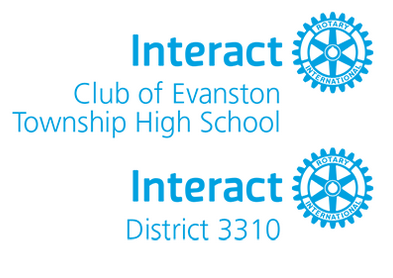 Interact
ROTARY
INTERNATIONAL
Club of Evanston
Township High School
Interact
ROTARY
INTERNATIONAL
District 3310